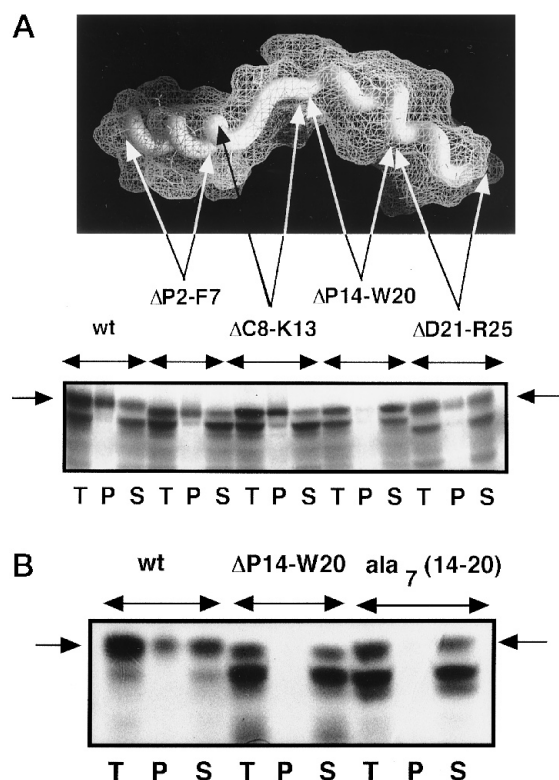 A
ΔP2-F7
ΔP14-W20
wt
ΔC8-K13
ΔD21-R25
T P S T P S T P S T P S T P S
B
wt ΔP14-W20 ala 7 (14-20)
T P S T P S T P S